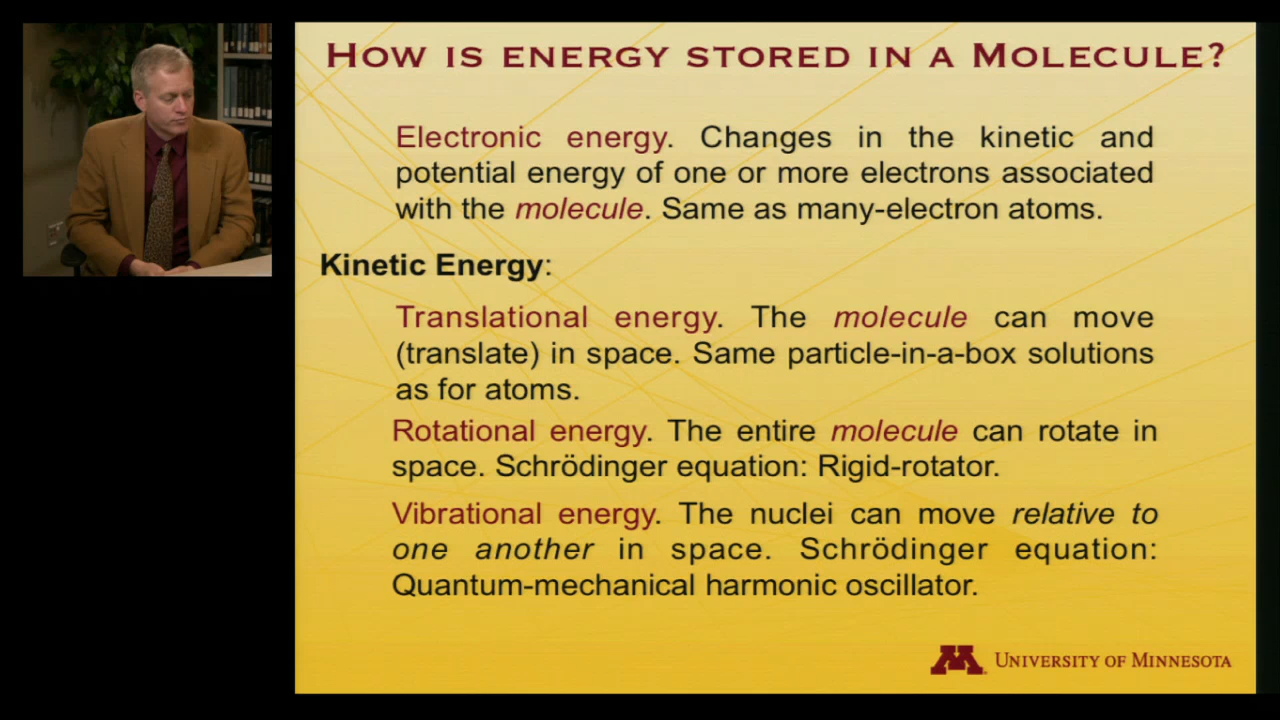 HOW IS ENERGY STORED IN A MOLECULE?
Electronic energy. Changes in the kinetic and
potential energy of one or more electrons associated
with the molecule. Same as many-electron atoms.
Kinetic Energy:
Translational energy. The molecule can move
(translate) in space. Same particle-in-a-box solutions
as for atoms.
Rotational energy. The entire molecule can rotate in
space. Schrödinger equation: Rigid-rotator.
Vibrational energy. The nuclei can move relative to
one another in space. Schrödinger equation:
Quantum-mechanical harmonic oscillator.
M UNIVERSITY OF MINNESOTA